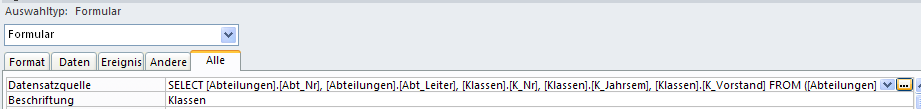 Auswahltyp: Formular
Formular
Format Daten Ereignis Andere Alle
Datensatzquelle SELECT [Abteilungen].[Abt_Nr], [Abteilungen].[Abt_Leiter], [Klassen].[K_Nr], [Klassen].[K_Jahrsem], [Klassen].[K_Vorstand] FROM ([Abteilungen]
Beschriftung Klassen